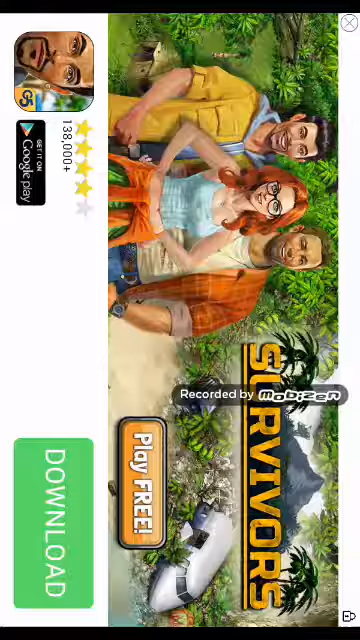 SURVIVORS
Play FREE!
138,000+
GET IT ON
Google play
DOWNLOAD
Recorded by mobizen